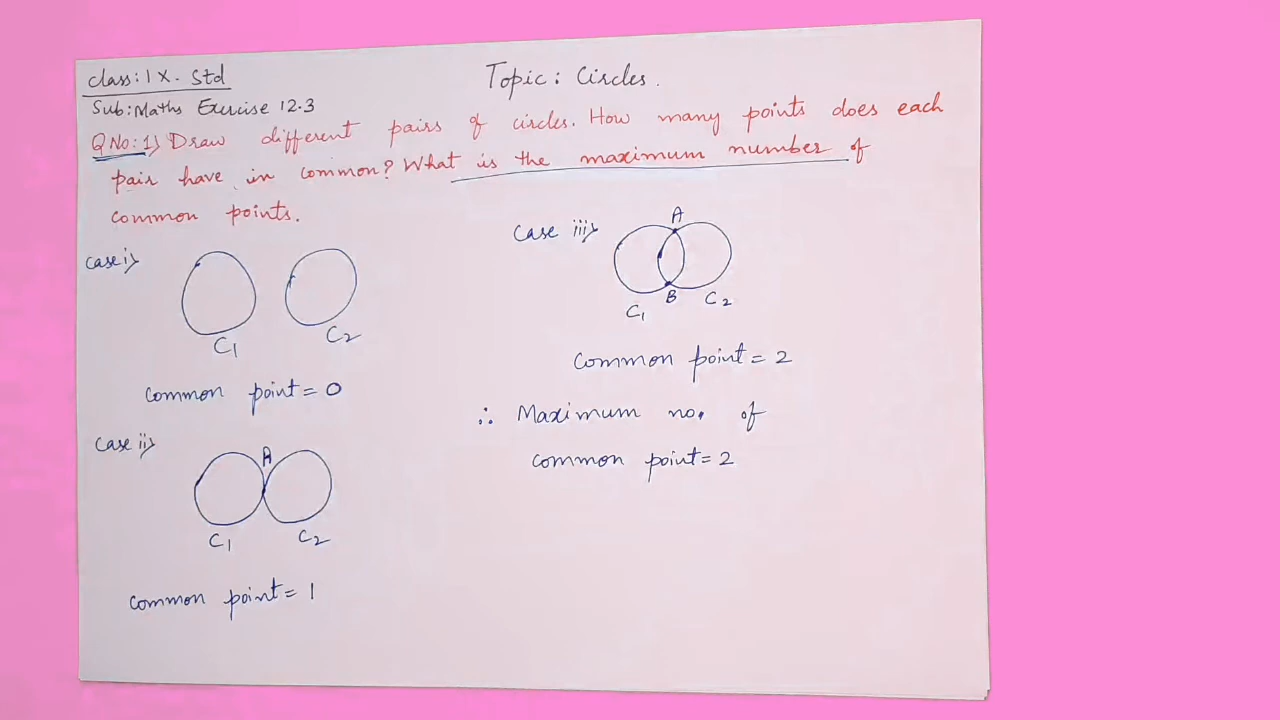 Class: IX. Std
Topic: Circles.
Sub: Maths Exercise 12.3
Q No: 1) Draw different pairs of circles. How many points does each
pair have in common? What is the maximum number of
common points.
Case i)
C1
C2
Common point = 0
Case ii)
A
C1
C2
Common point = 1
Case iii)
A
B
C1
C2
Common point = 2
∴ Maximum no. of
common point = 2